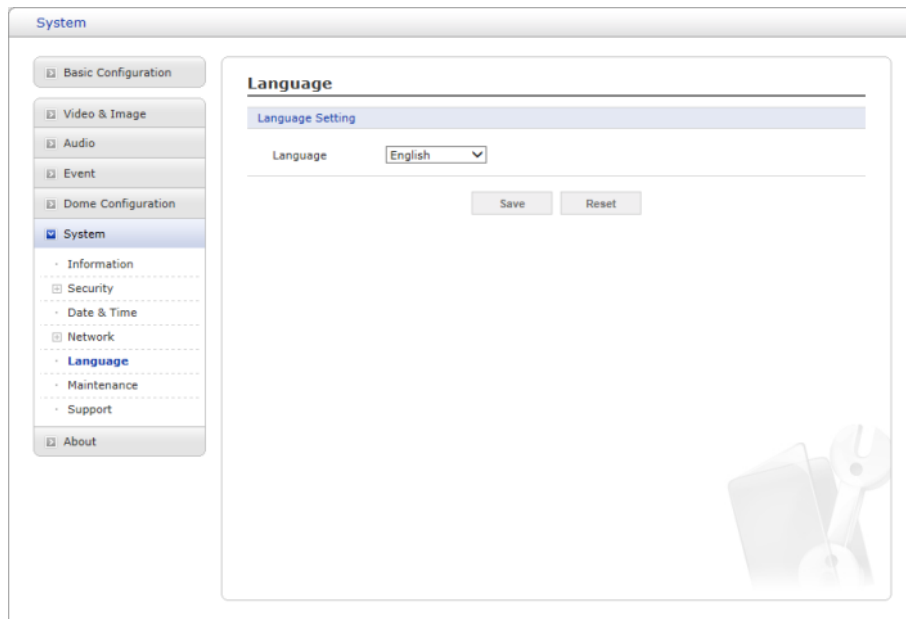 System
Basic Configuration
Video & Image
Audio
Event
Dome Configuration
System
Information
Security
Date & Time
Network
Language
Maintenance
Support
About
Language
Language Setting
Language English
Save Reset